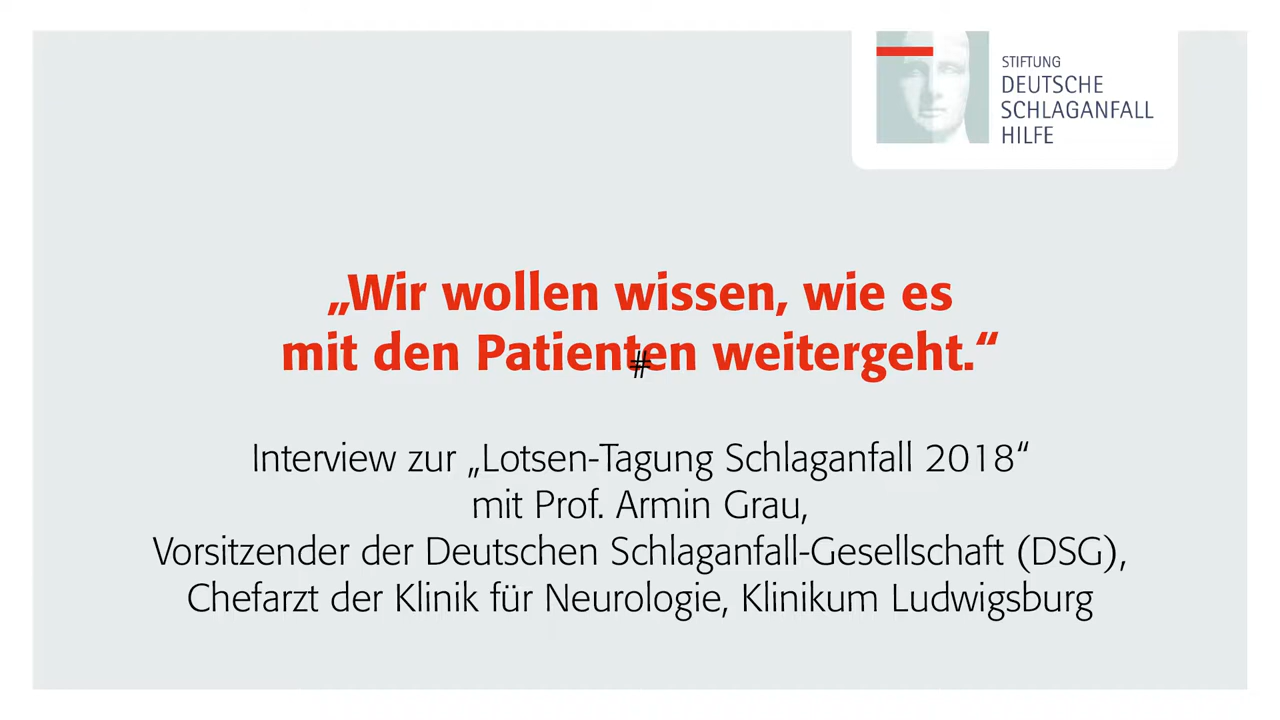 STIFTUNG
DEUTSCHE
SCHLAGANFALL
HILFE
„Wir wollen wissen, wie es
mit den Patienten weitergeht.“
#
Interview zur „Lotsen-Tagung Schlaganfall 2018“
mit Prof. Armin Grau,
Vorsitzender der Deutschen Schlaganfall-Gesellschaft (DSG),
Chefarzt der Klinik für Neurologie, Klinikum Ludwigsburg